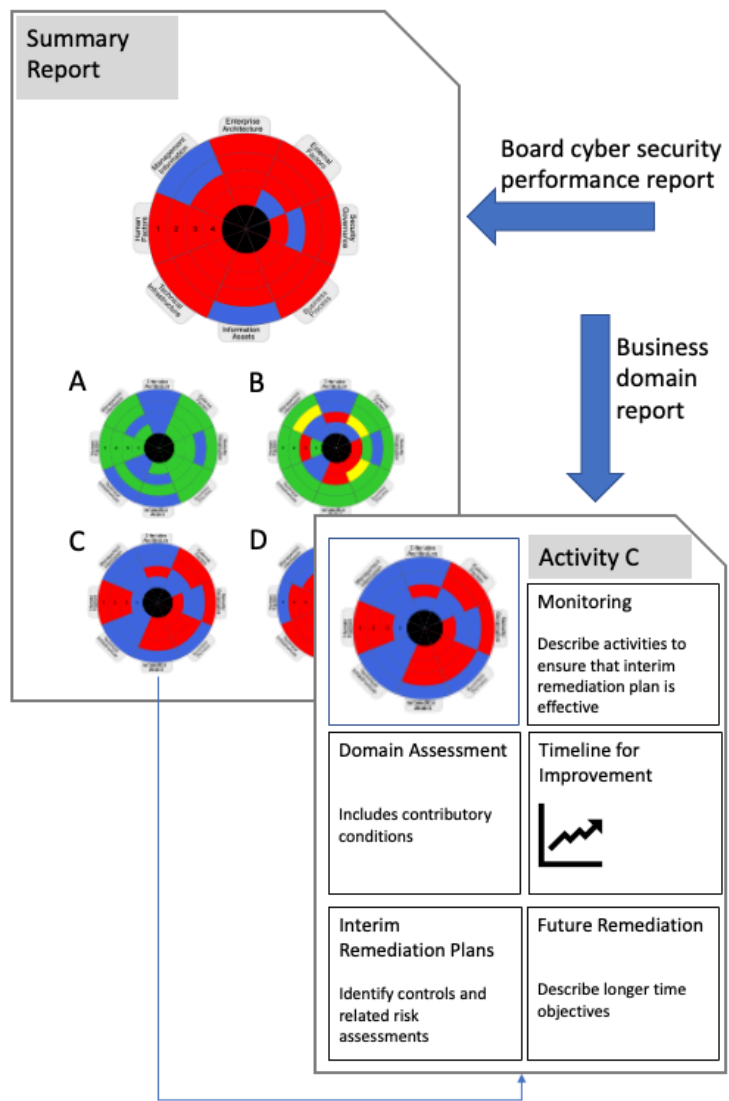 Summary
Report
Enterprise
Architecture
External
Factors
Security
Governance
Business
Process
Information
Assets
Technical
Infrastructure
Human
Factors
Management
Information
1 2 3 4
Board cyber security
performance report
Business
domain
report
A
B
C
D
Activity C
Monitoring
Describe activities to
ensure that interim
remediation plan is
effective
Domain Assessment
Includes contributory
conditions
Timeline for
Improvement
Interim
Remediation Plans
Identify controls and
related risk
assessments
Future Remediation
Describe longer time
objectives